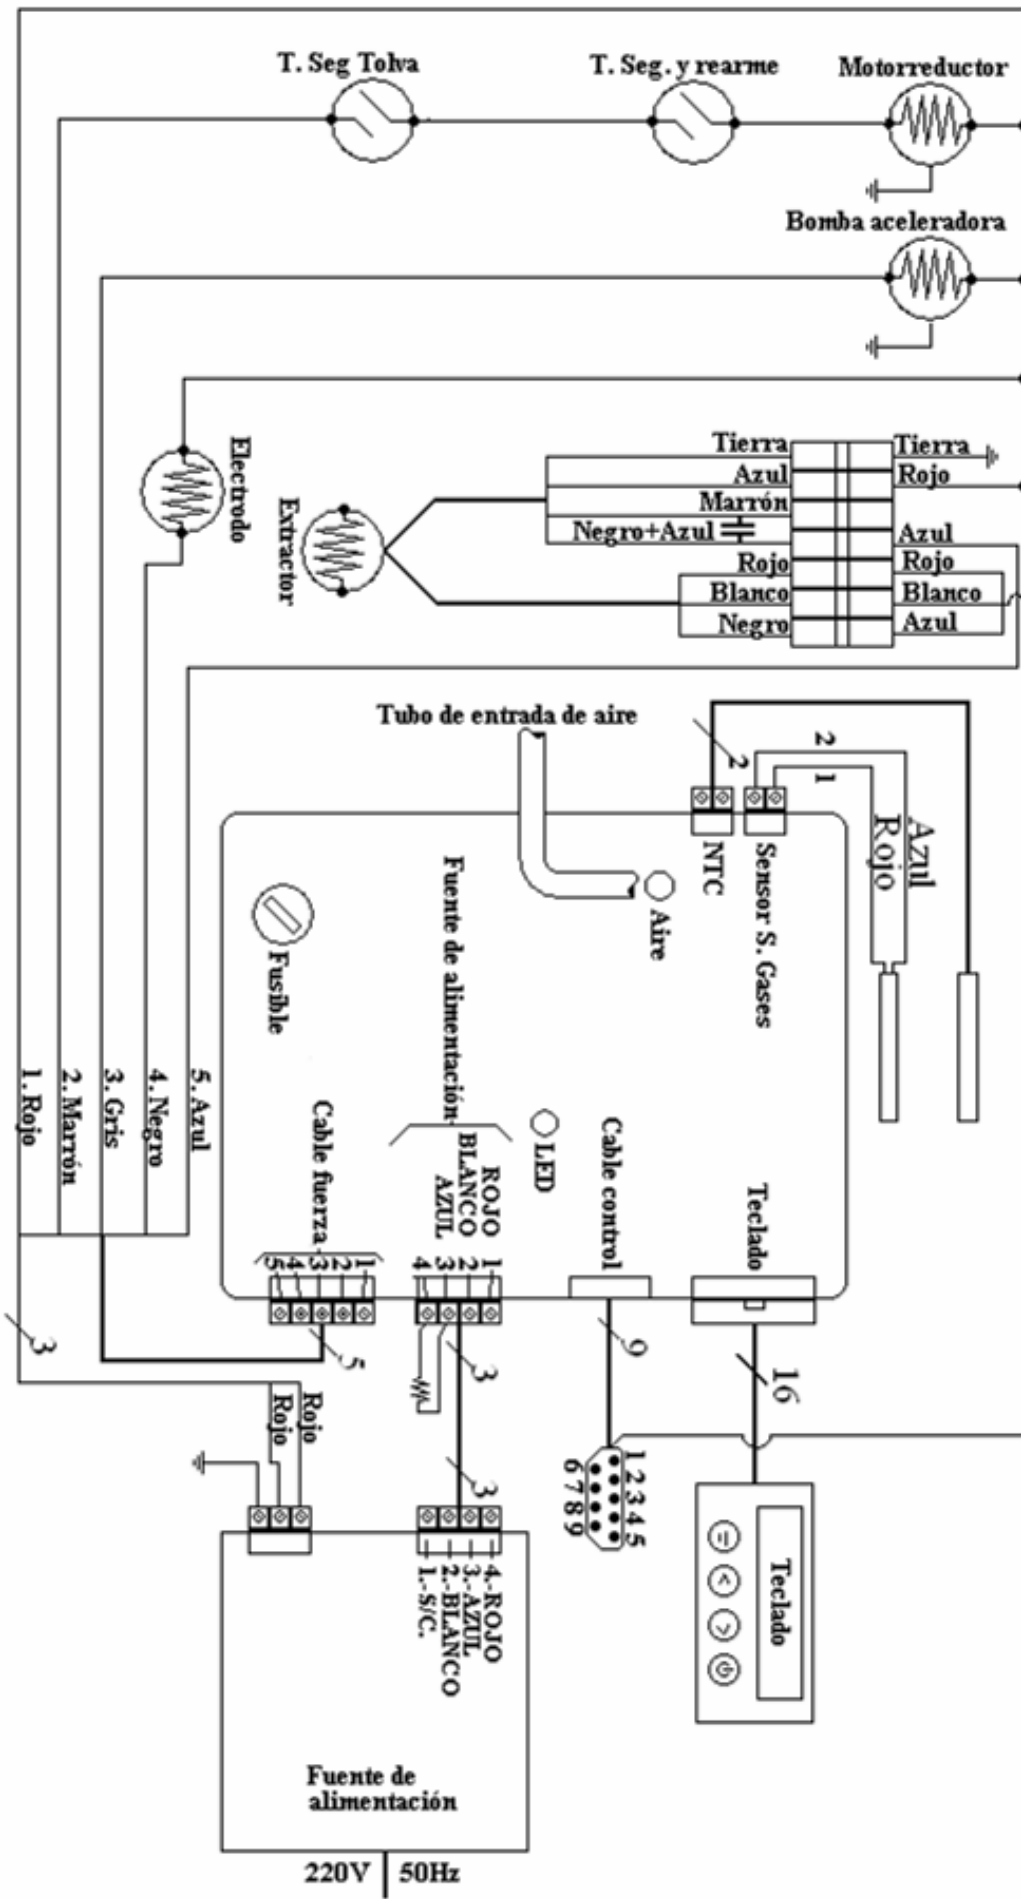 T. Seg Tolva
T. Seg. y rearme
Motorreductor
Bomba aceleradora
Electrodo
Extractor
Tierra
Azul
Marrón
Negro+Azul
Rojo
Blanco
Negro
Tierra
Rojo
Azul
Rojo
Blanco
Azul
Tubo de entrada de aire
2
2
1
Azul
Rojo
NTC
Sensor S. Gases
Aire
Fuente de alimentación
Fusible
LED
1. Rojo
2. Marrón
3. Gris
4. Negro
5. Azul
Cable fuerza
ROJO
BLANCO
AZUL
Cable control
Teclado
5 4 3 2 1
4 3 2 1
3
5
3
9
16
Rojo
Rojo
3
1 2 3 4 5
6 7 8 9
4.-ROJO
3.-AZUL
2.-BLANCO
1.-S/C.
Teclado
= < >
Fuente de
alimentación
220V 50Hz